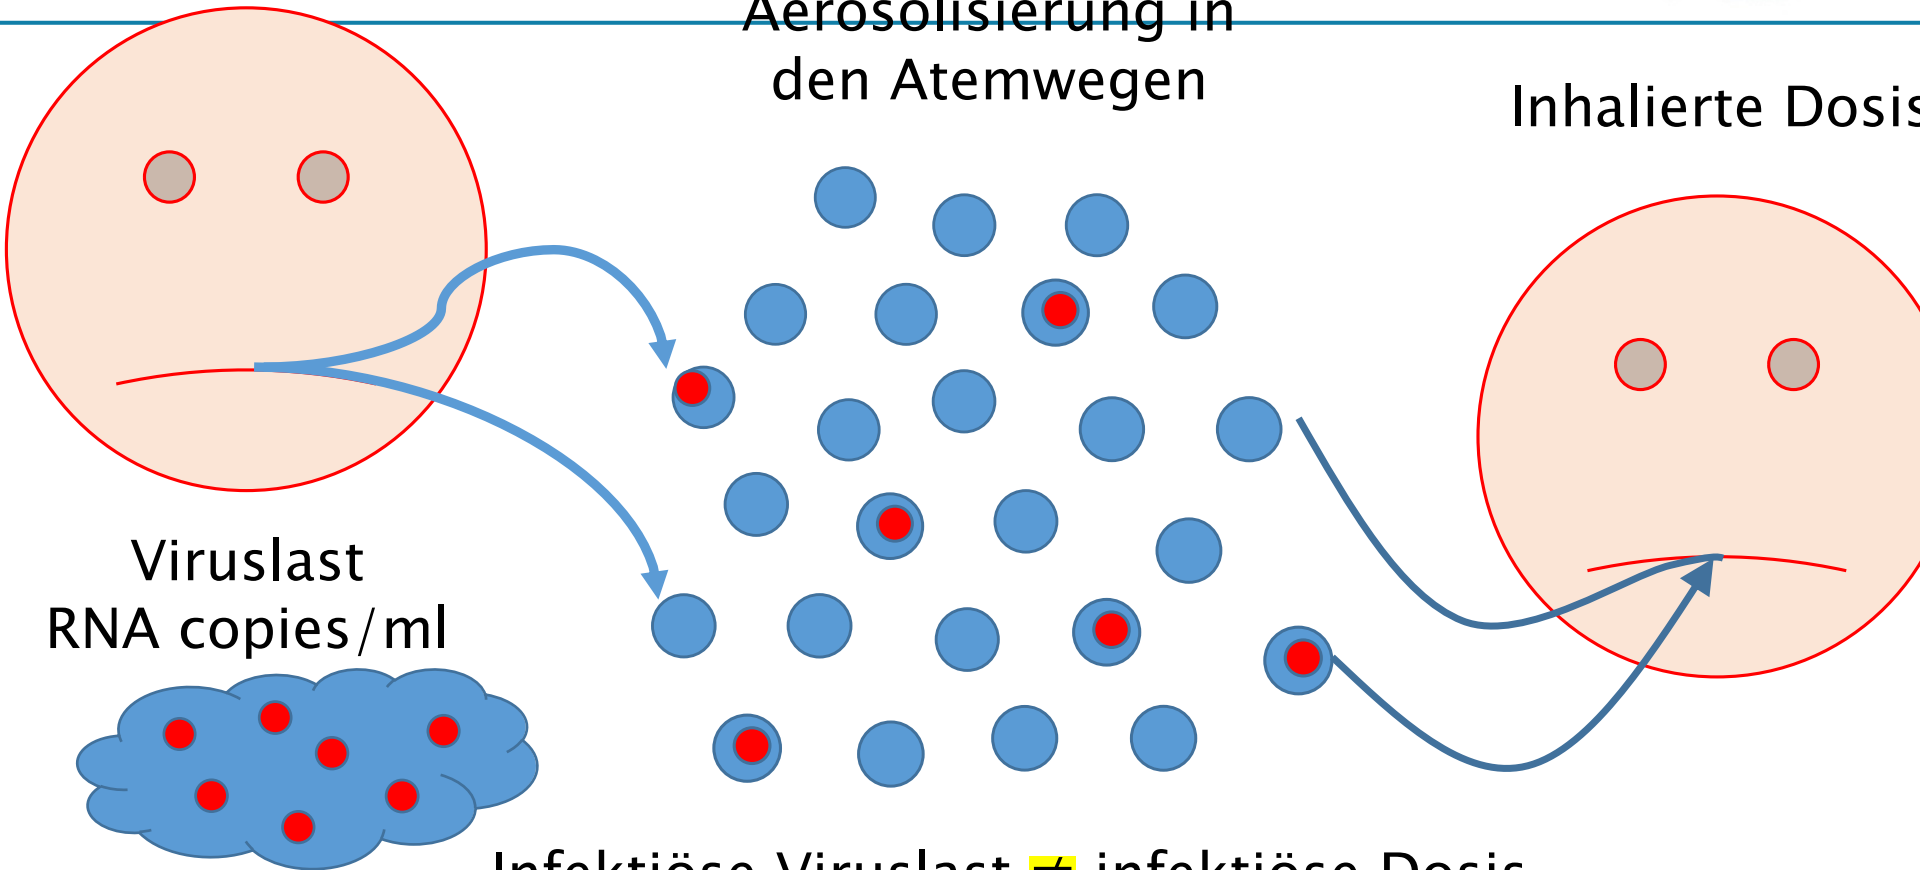 Aerosolisierung in
den Atemwegen
Inhalierte Dosis
Viruslast
RNA copies/ml
Infektiöse Viruslast ≠ infektiöse Dosis